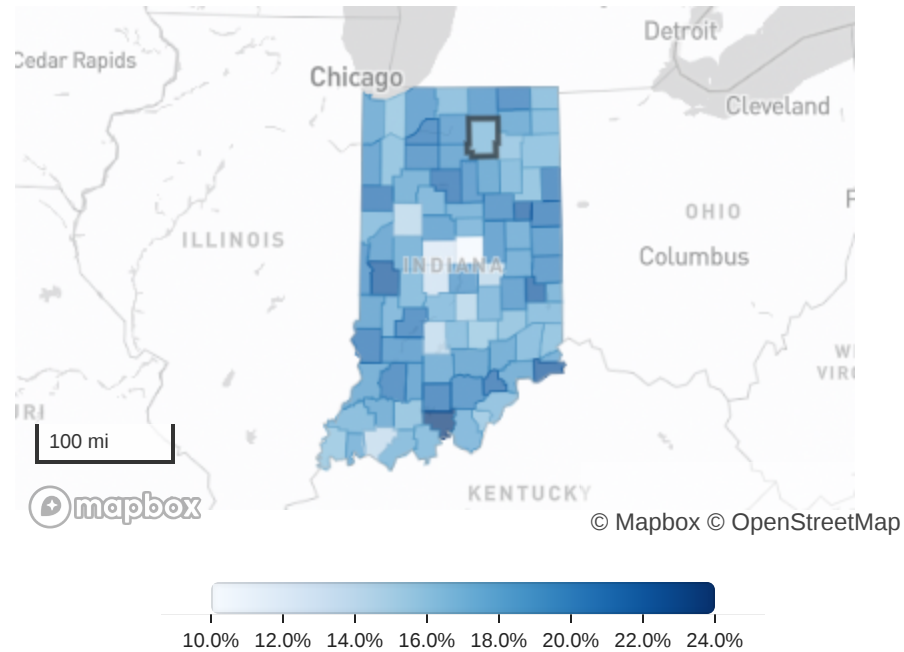 Detroit
Cedar Rapids
Chicago
Cleveland
OHIO
ILLINOIS
Columbus
INDIANA
100 mi
KENTUCKY
mapbox
© Mapbox © OpenStreetMap
10.0% 12.0% 14.0% 16.0% 18.0% 20.0% 22.0% 24.0%